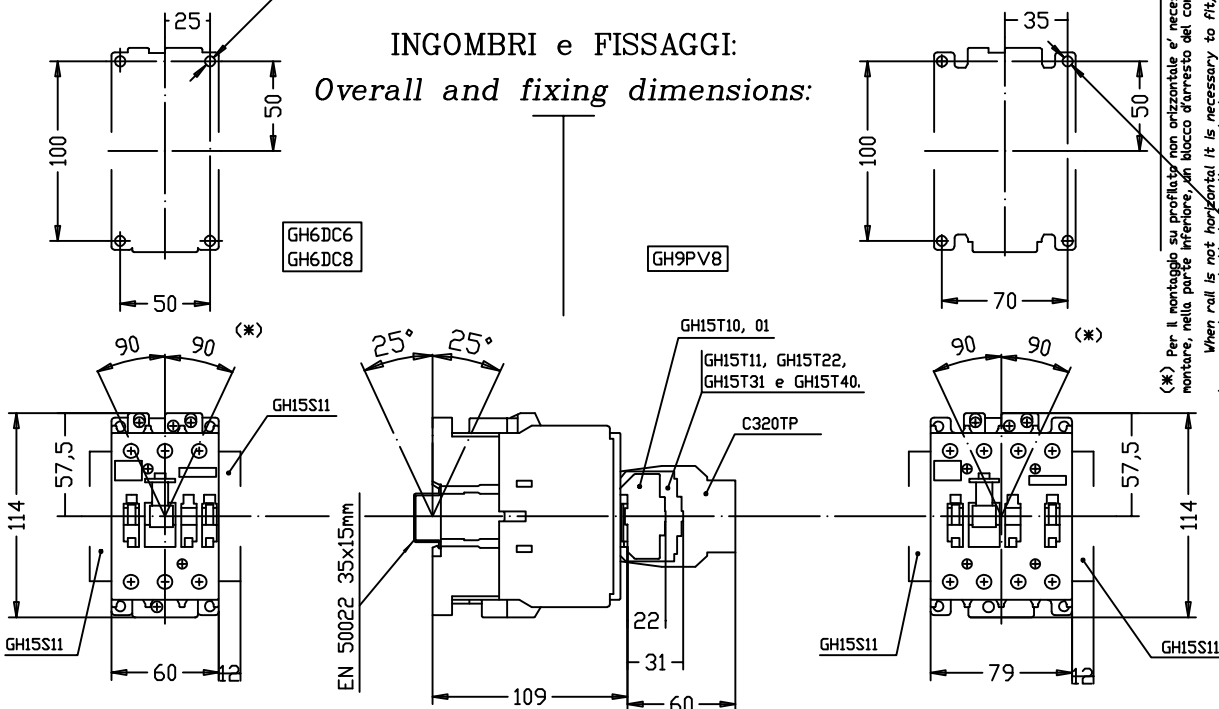 25
INGOMBRI e FISSAGGI:
Overall and fixing dimensions:
35
100
50
100
50
GH6DC6
GH6DC8
GH9PV8
50
70
90
90
(*)
25°
25°
GH15T10, 01
GH15T11, GH15T22,
GH15T31 e GH15T40.
90
90
(*)
GH15S11
C320TP
114
57,5
57,5
114
EN 50022 35x15mm
GH15S11
GH15S11
GH15S11
22
31
60
12
109
60
79
12
(*) Per il montaggio su profilato non orizzontale e' neces
montare, nella parte inferiore, un blocco d'arresto del con
When rail is not horizontal it is necessary to fit,